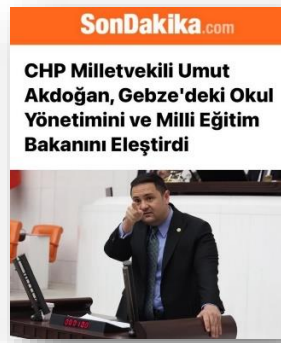 SonDakika.com
CHP Milletvekili Umut
Akdoğan, Gebze'deki Okul
Yönetimini ve Milli Eğitim
Bakanını Eleştirdi